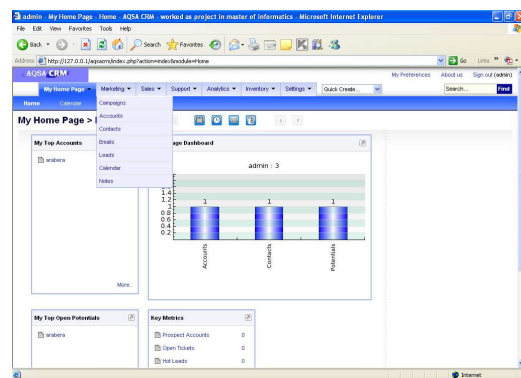 admin - My Home Page - Home - AQSA CRM - worked as project in master of Informatics - Microsoft Internet Explorer
File Edit View Favorites Tools Help
Back Search Favorites
Address http://127.0.0.1/aqsacrm/index.php?action=index&module=Home Go Links
AQSA CRM My Preferences About us Sign out (admin)
My Home Page Marketing Sales Support Analytics Inventory Settings Quick Create... Search... Find
Home Calendar Campaigns
Accounts
My Home Page >
Contacts
My Top Accounts Emails age Dashboard
arabera Leads
admin : 3
Calendar
Notes
1.4
1.2
1
0.8
0.6
0.4
0.2
1 1 1
Accounts Contacts Potentials
More..
My Top Open Potentials Key Metrics
arabera Prospect Accounts 0
Open Tickets 0
Hot Leads 0
Internet